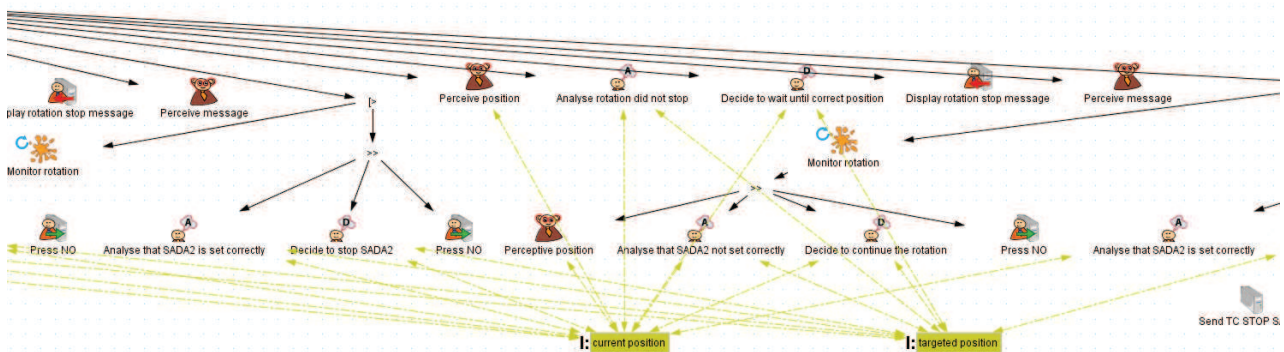 A
D
[>
Perceive position
Analyse rotation did not stop
Decide to wait until correct position
Display rotation stop message
Perceive message
play rotation stop message
Perceive message
>>
Monitor rotation
Monitor rotation
>>
A
D
A
D
A
Press NO
Analyse that SADA2 is set correctly
Decide to stop SADA2
Press NO
Perceptive position
Analyse that SADA2 not set correctly
Decide to continue the rotation
Press NO
Analyse that SADA2 is set correctly
Send TC STOP SA
I: current position
I: targeted position